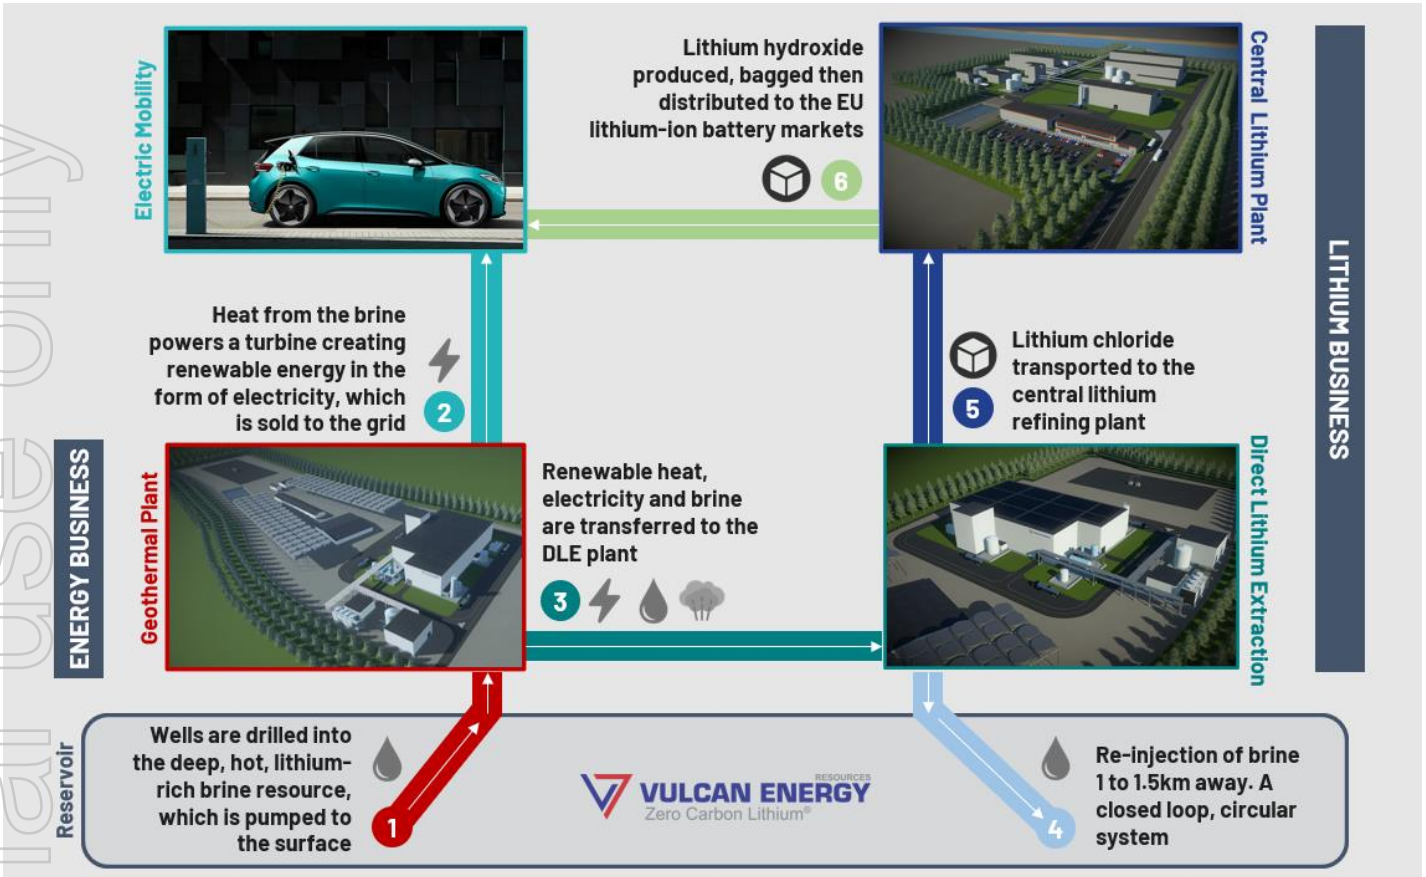 Electric Mobility
Lithium hydroxide
produced, bagged then
distributed to the EU
lithium-ion battery markets
6
Central Lithium Plant
LITHIUM BUSINESS
Heat from the brine
powers a turbine creating
renewable energy in the
form of electricity, which
is sold to the grid
2
Lithium chloride
transported to the
central lithium
refining plant
5
ENERGY BUSINESS
Geothermal Plant
Renewable heat,
electricity and brine
are transferred to the
DLE plant
3
Direct Lithium Extraction
Reservoir
Wells are drilled into
the deep, hot, lithium-
rich brine resource,
which is pumped to
the surface
1
VULCAN ENERGY
RESOURCES
Zero Carbon Lithium®
4
Re-injection of brine
1 to 1.5km away. A
closed loop, circular
system
use only